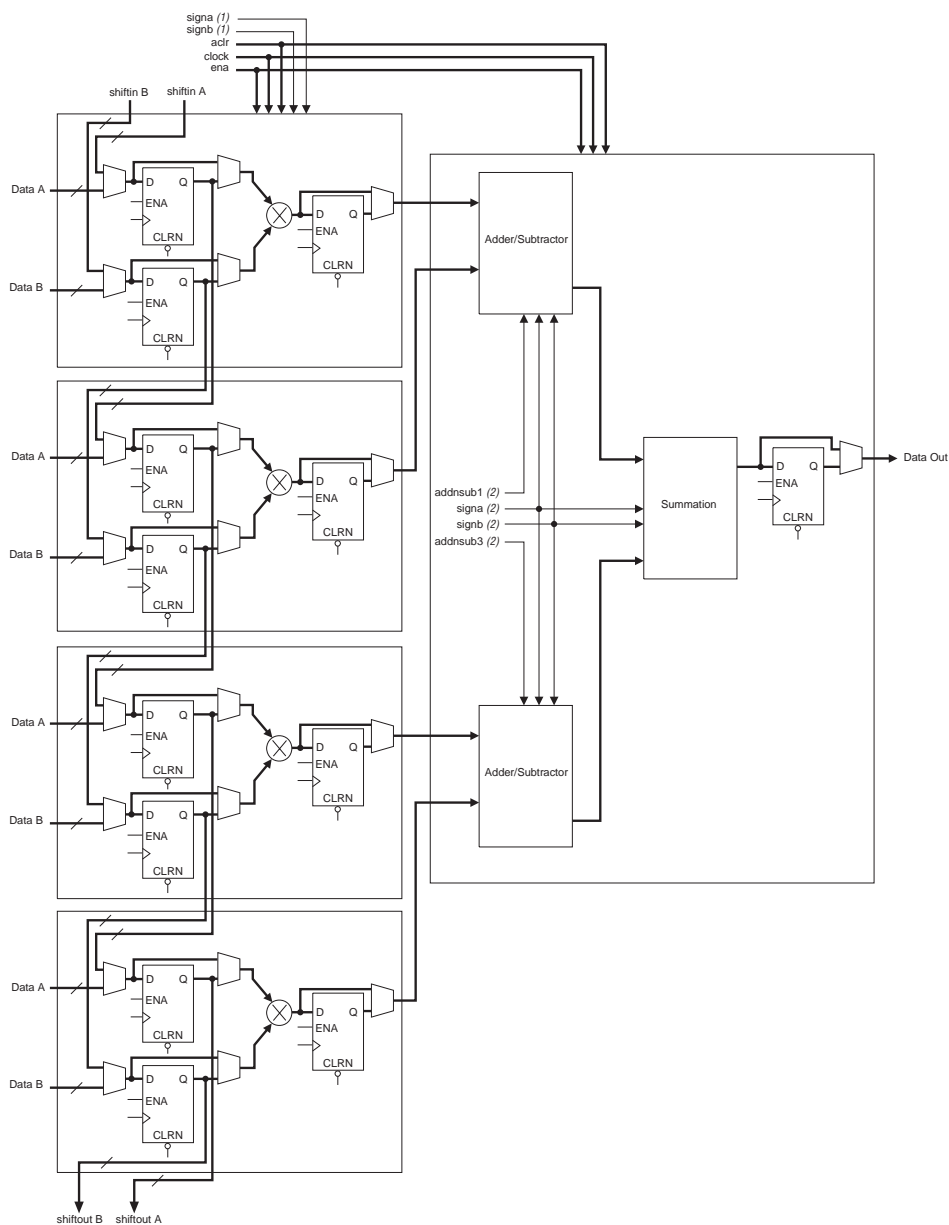 signa (1)
signb (1)
aclr
clock
ena
shiftin B
shiftin A
Data A
D Q
ENA
CLRN
D Q
ENA
CLRN
Data B
D Q
ENA
CLRN
Adder/Subtractor
Data A
D Q
ENA
CLRN
D Q
ENA
CLRN
Data B
D Q
ENA
CLRN
addnsub1 (2)
signa (2)
signb (2)
addnsub3 (2)
Summation
D Q
ENA
CLRN
Data Out
Data A
D Q
ENA
CLRN
D Q
ENA
CLRN
Data B
D Q
ENA
CLRN
Adder/Subtractor
Data A
D Q
ENA
CLRN
D Q
ENA
CLRN
Data B
D Q
ENA
CLRN
shiftout B
shiftout A